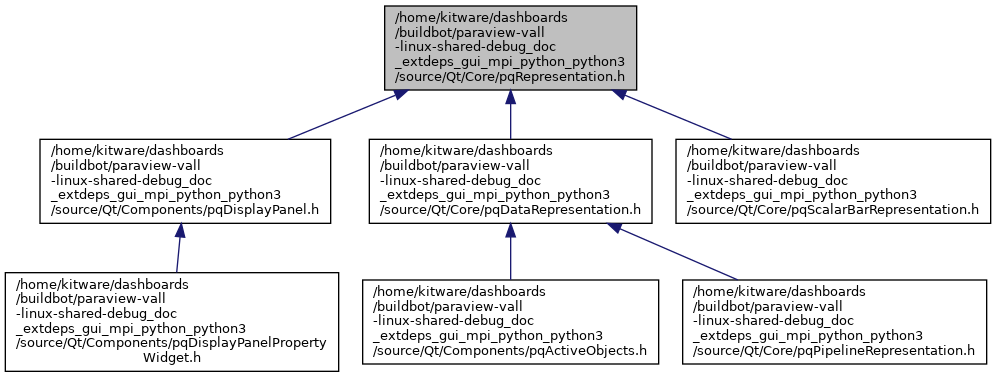 /home/kitware/dashboards
/buildbot/paraview-vall
-linux-shared-debug_doc
_extdeps_gui_mpi_python_python3
/source/Qt/Core/pqRepresentation.h
/home/kitware/dashboards
/buildbot/paraview-vall
-linux-shared-debug_doc
_extdeps_gui_mpi_python_python3
/source/Qt/Components/pqDisplayPanel.h
/home/kitware/dashboards
/buildbot/paraview-vall
-linux-shared-debug_doc
_extdeps_gui_mpi_python_python3
/source/Qt/Core/pqDataRepresentation.h
/home/kitware/dashboards
/buildbot/paraview-vall
-linux-shared-debug_doc
_extdeps_gui_mpi_python_python3
/source/Qt/Core/pqScalarBarRepresentation.h
/home/kitware/dashboards
/buildbot/paraview-vall
-linux-shared-debug_doc
_extdeps_gui_mpi_python_python3
/source/Qt/Components/pqDisplayPanelProperty
Widget.h
/home/kitware/dashboards
/buildbot/paraview-vall
-linux-shared-debug_doc
_extdeps_gui_mpi_python_python3
/source/Qt/Components/pqActiveObjects.h
/home/kitware/dashboards
/buildbot/paraview-vall
-linux-shared-debug_doc
_extdeps_gui_mpi_python_python3
/source/Qt/Core/pqPipelineRepresentation.h